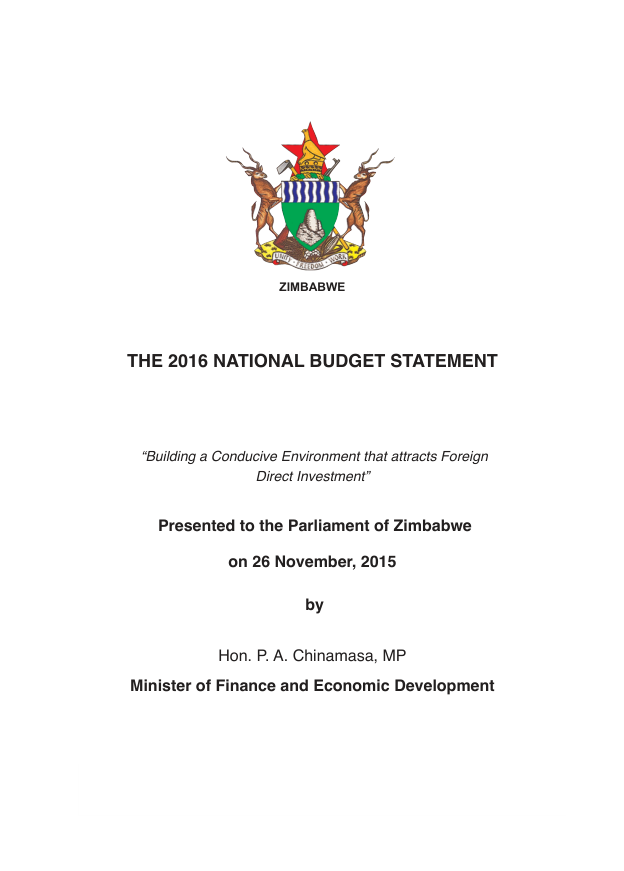 UNITY FREEDOM WORK
ZIMBABWE
THE 2016 NATIONAL BUDGET STATEMENT
“Building a Conducive Environment that attracts Foreign
Direct Investment”
Presented to the Parliament of Zimbabwe
on 26 November, 2015
by
Hon. P. A. Chinamasa, MP
Minister of Finance and Economic Development